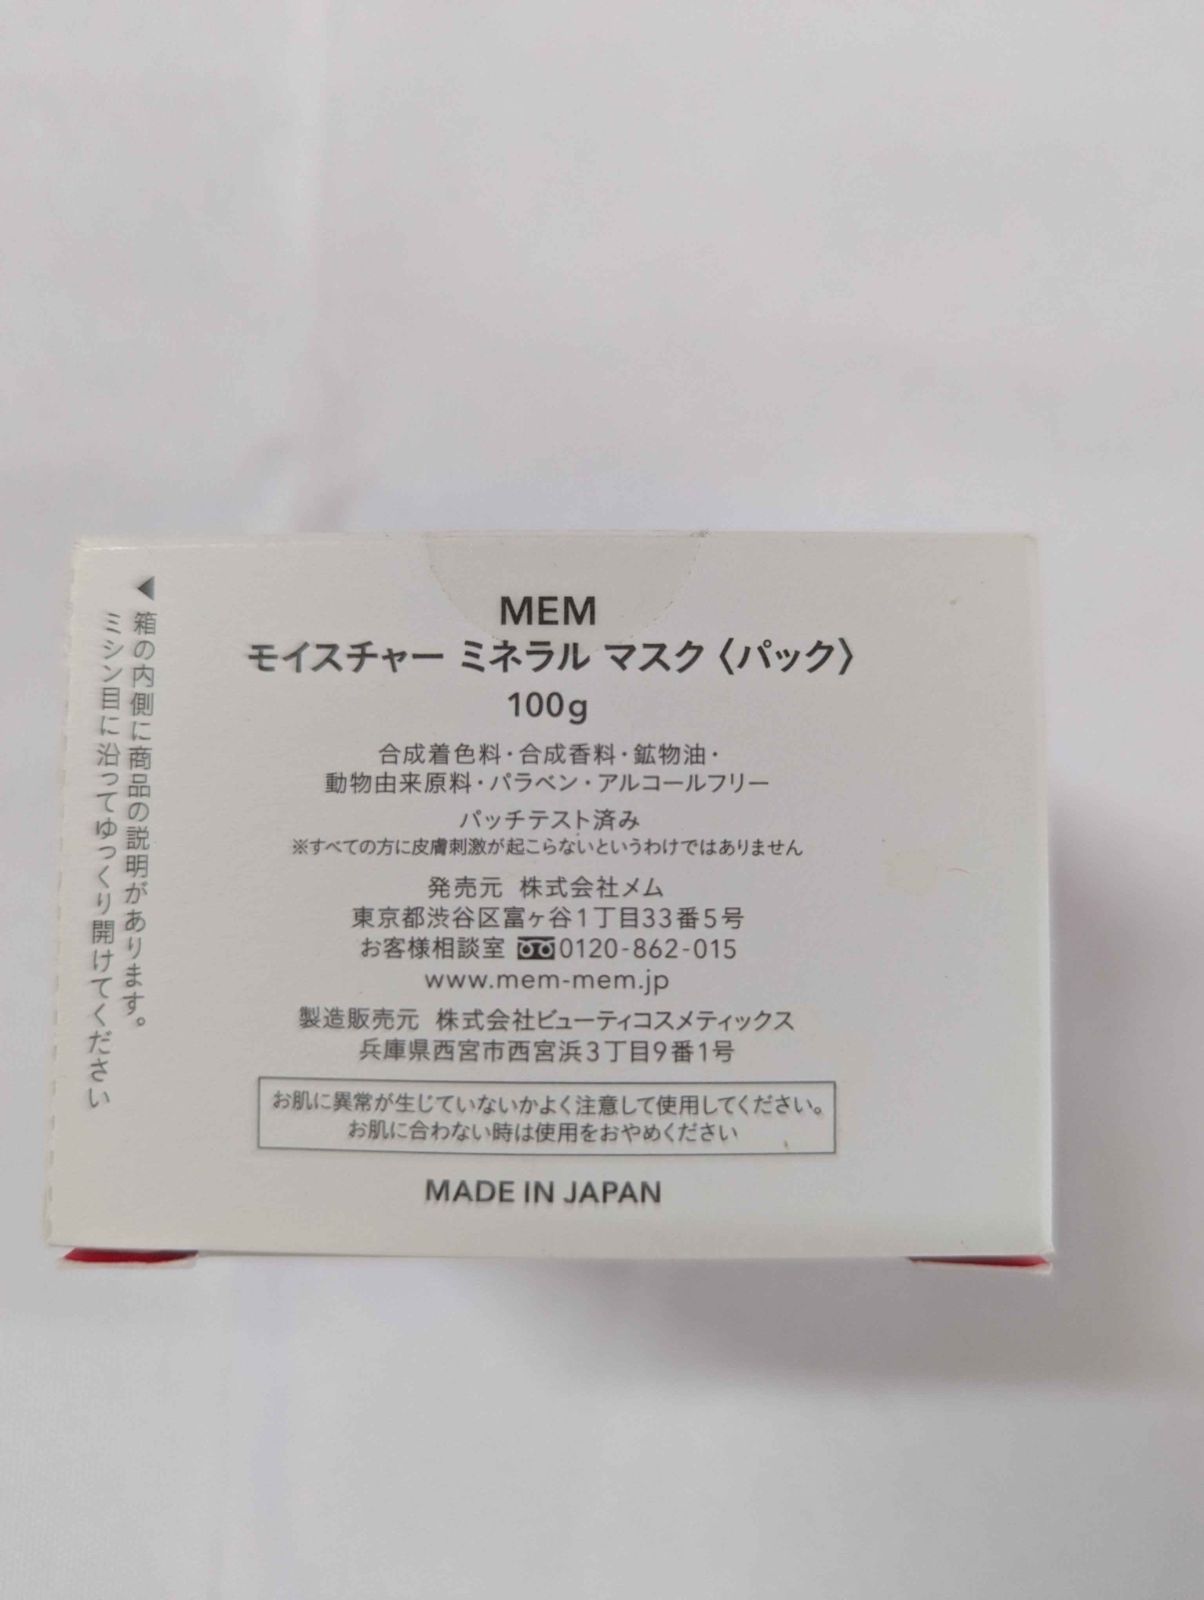 MEM
モイスチャー ミネラル マスク〈パック〉
100g
合成着色料・合成香料・鉱物油・
動物由来原料・パラベン・アルコールフリー
パッチテスト済み
※すべての方に皮膚刺激が起こらないというわけではありません
発売元 株式会社メム
東京都渋谷区富ヶ谷1丁目33番5号
お客様相談室 0120-862-015
www.mem-mem.jp
製造販売元 株式会社ビューティコスメティックス
兵庫県西宮市西宮浜3丁目9番1号
お肌に異常が生じていないかよく注意して使用してください。
お肌に合わない時は使用をおやめください
MADE IN JAPAN
◀箱の内側に商品の説明があります。
ミシン目に沿ってゆっくり開けてください